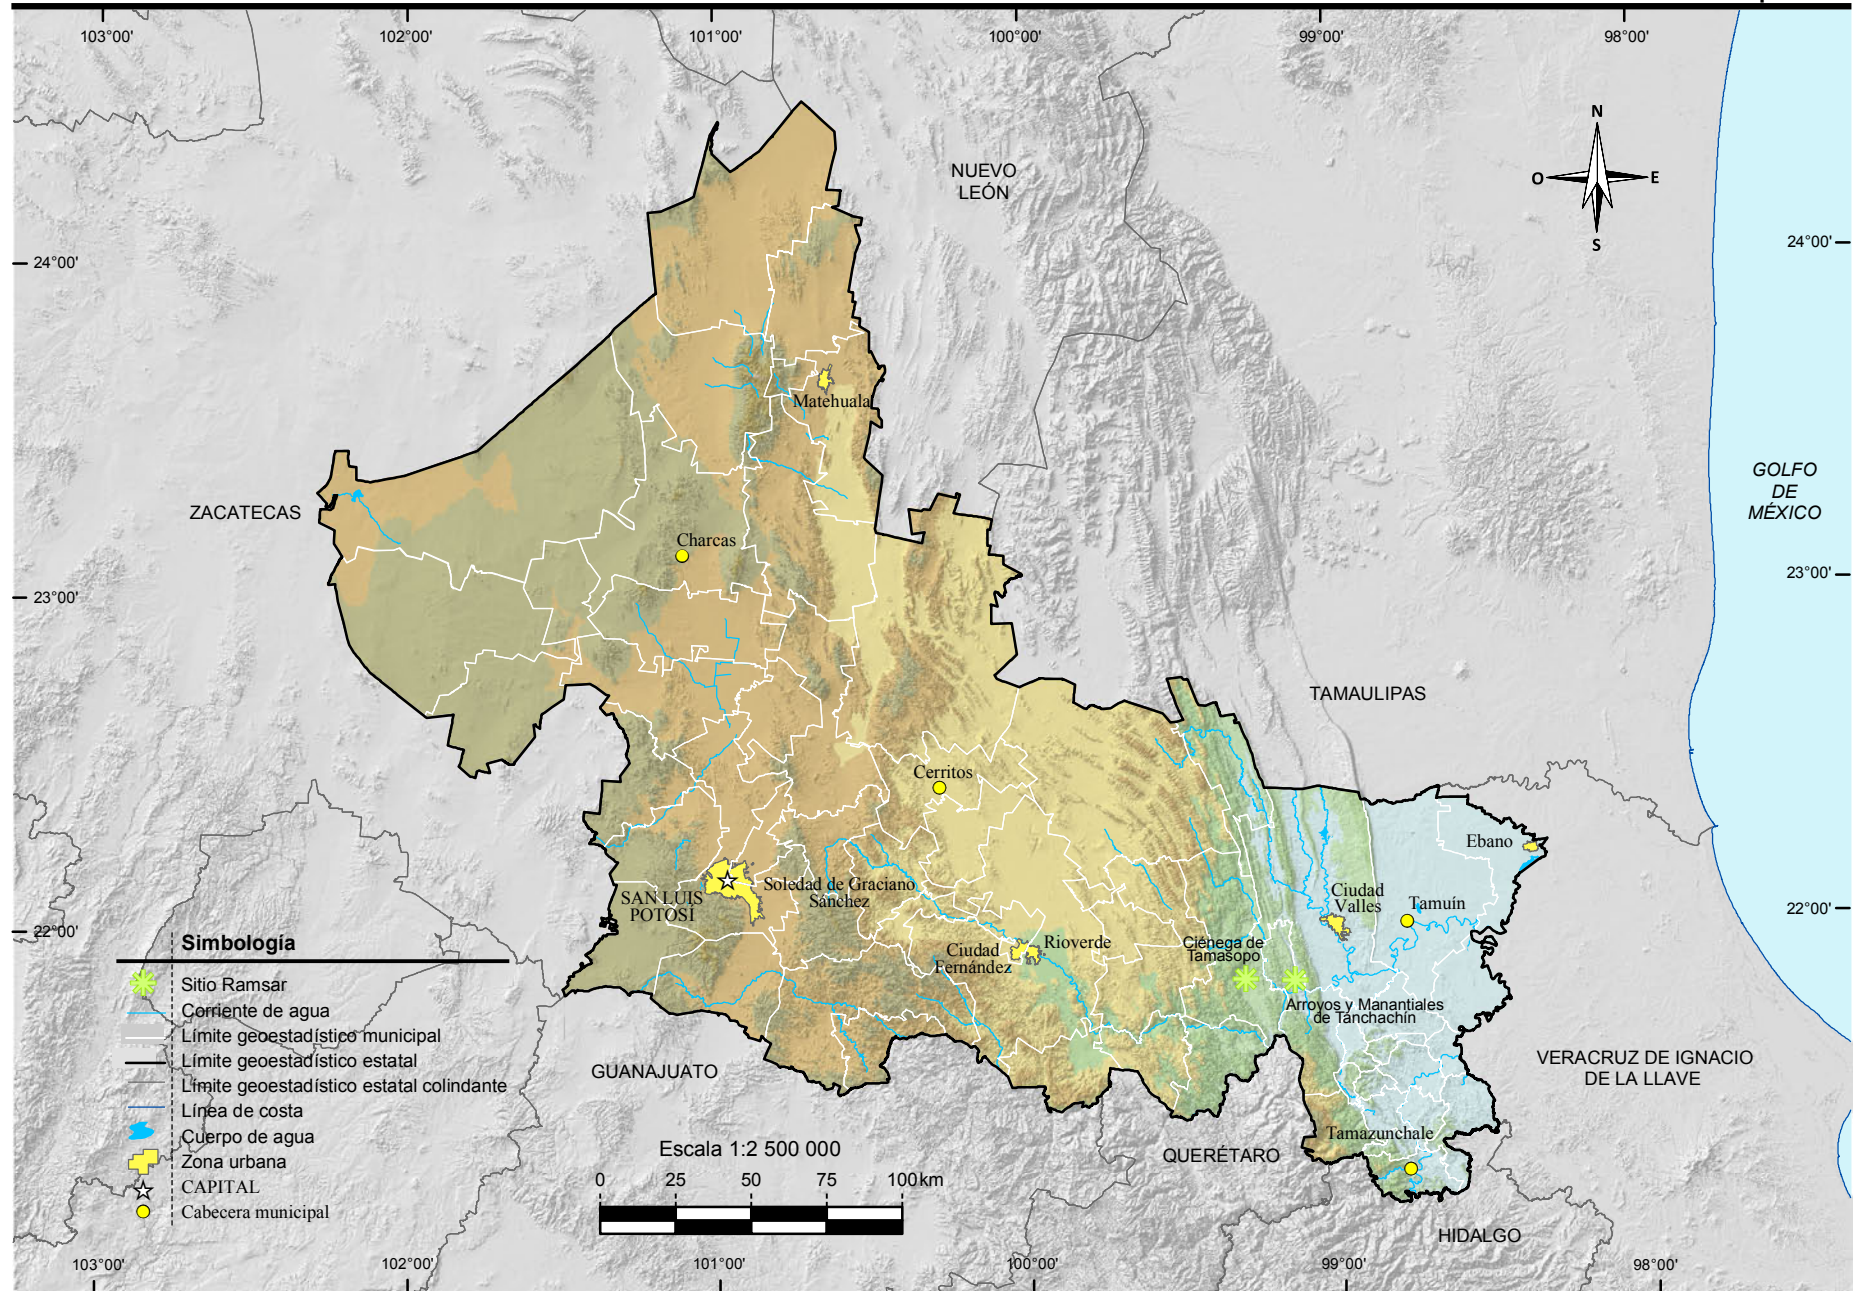 103°00'
102°00'
101°00'
100°00'
99°00'
98°00'
N
O
E
S
NUEVO
LEÓN
24°00'
24°00'
Matehuala
GOLFO
DE
MÉXICO
ZACATECAS
Charcas
23°00'
23°00'
TAMAULIPAS
Cerritos
Ebano
SAN LUIS
POTOSÍ
Soledad de Graciano
Sánchez
Ciudad
Valles
Tamuín
22°00'
22°00'
Ciudad
Fernández
Rioverde
Ciénega de
Tamasopo
Arroyos y Manantiales
de Tanchachín
Simbología
Sitio Ramsar
Corriente de agua
Límite geoestadístico municipal
Límite geoestadístico estatal
Límite geoestadístico estatal colindante
Línea de costa
Cuerpo de agua
Zona urbana
CAPITAL
Cabecera municipal
GUANAJUATO
VERACRUZ DE IGNACIO
DE LA LLAVE
Tamazunchale
QUERÉTARO
HIDALGO
Escala 1:2 500 000
0 25 50 75 100 km
103°00'
102°00'
101°00'
100°00'
99°00'
98°00'